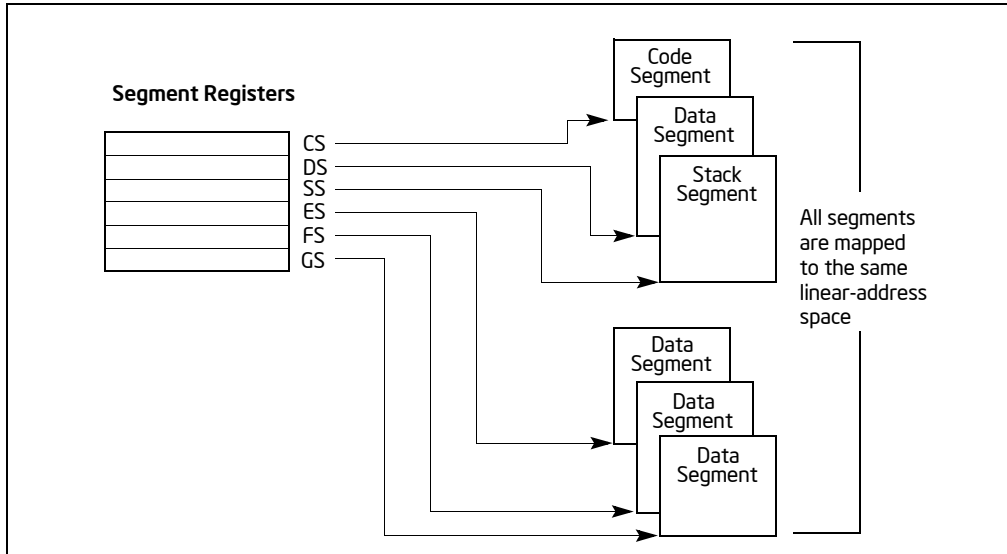 Segment Registers
CS
DS
SS
ES
FS
GS
Code
Segment
Data
Segment
Stack
Segment
Data
Segment
Data
Segment
Data
Segment
All segments
are mapped
to the same
linear-address
space